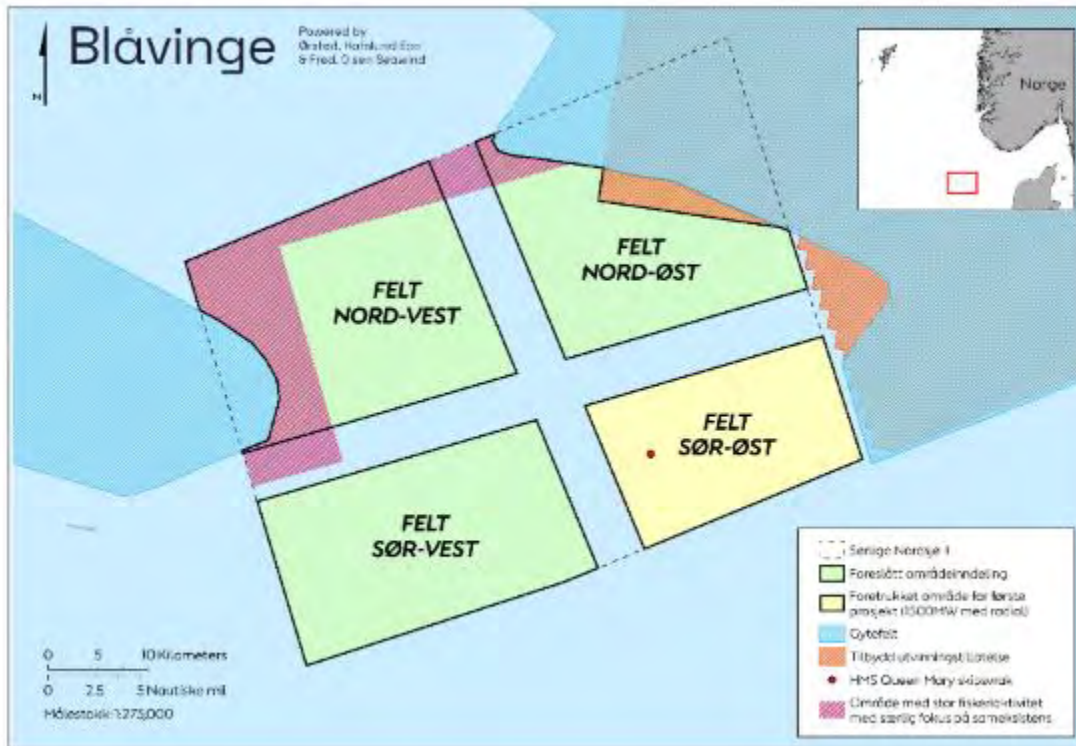 Blåvinge
Powered by
Ørsted, Hafslund Eco
& Fred. Olsen Seawind
N
Norge
FELT
NORD-VEST
FELT
NORD-ØST
FELT
SØR-ØST
FELT
SØR-VEST
0 5 10 Kilometers
0 2.5 5 Nautiske mil
Målestokk: 1:275,000
Sørlige Nordsjø II
Foreslått områdeinndeling
Foretrukket område for første
prosjekt (1500MW med radial)
Gytefelt
Tilbydd utvinningstillatelse
HMS Queen Mary skipsvrak
Område med stor fiskeriaktivitet
med særlig fokus på sameksistens